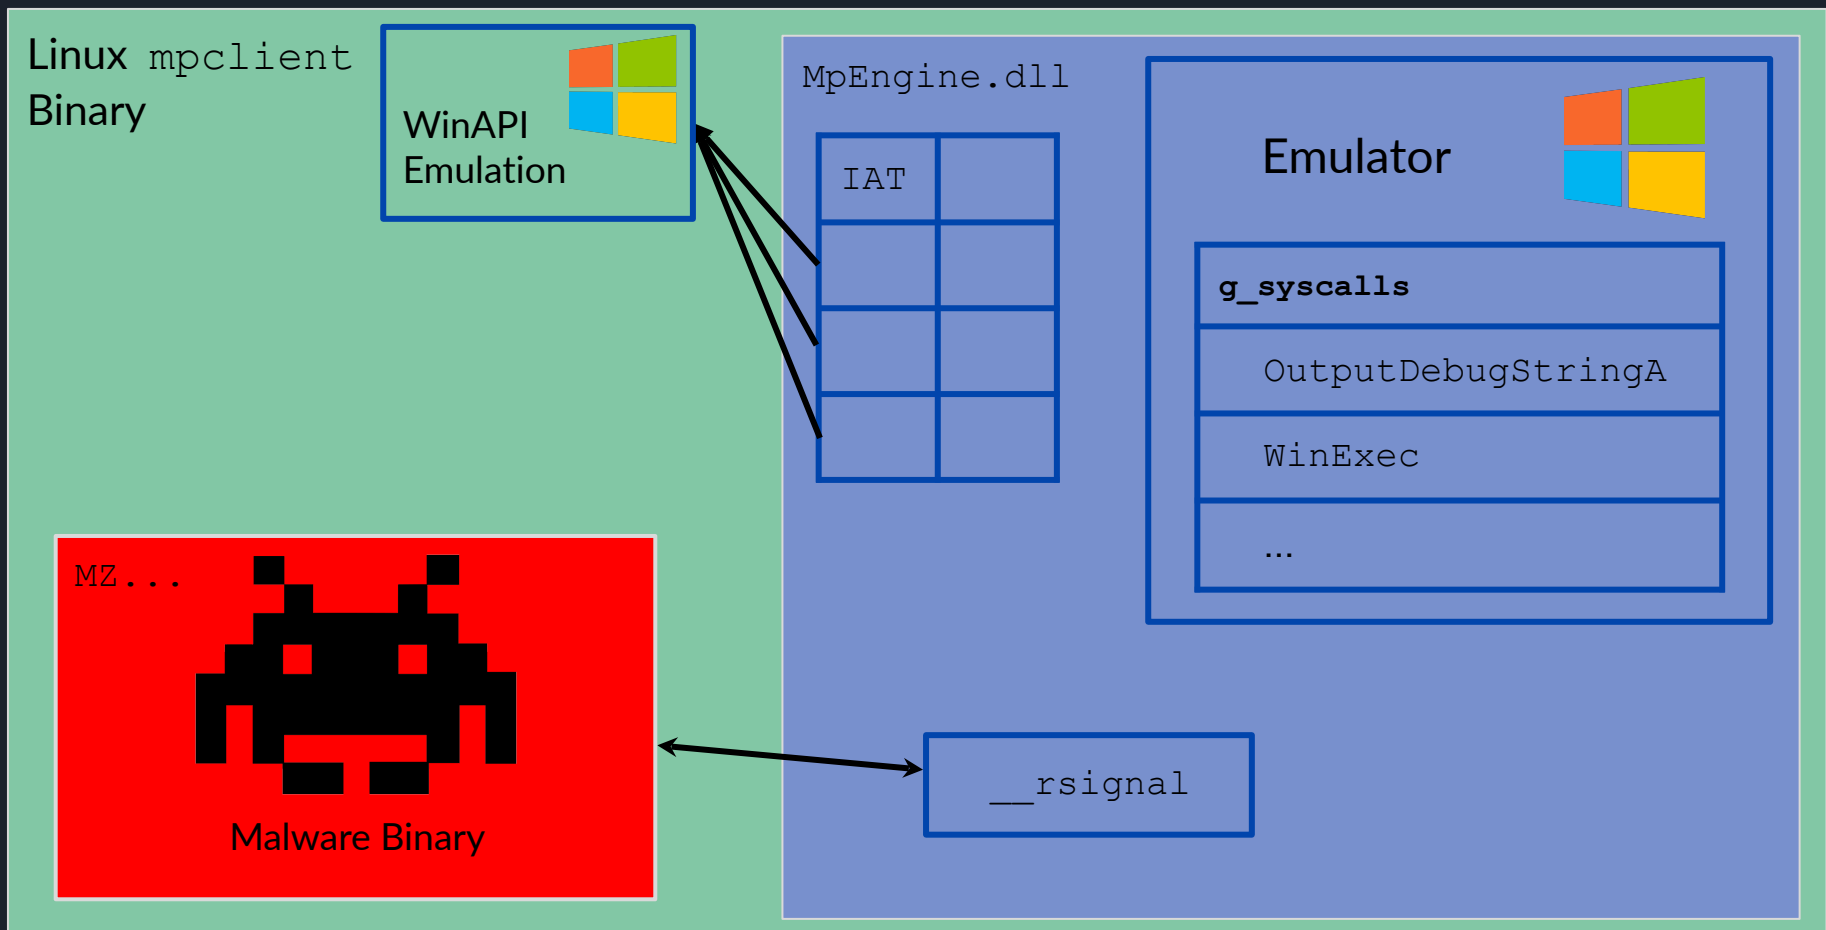 Linux mpclient
Binary
WinAPI
Emulation
MpEngine.dll
IAT
Emulator
g_syscalls
OutputDebugStringA
WinExec
...
MZ...
Malware Binary
__rsignal